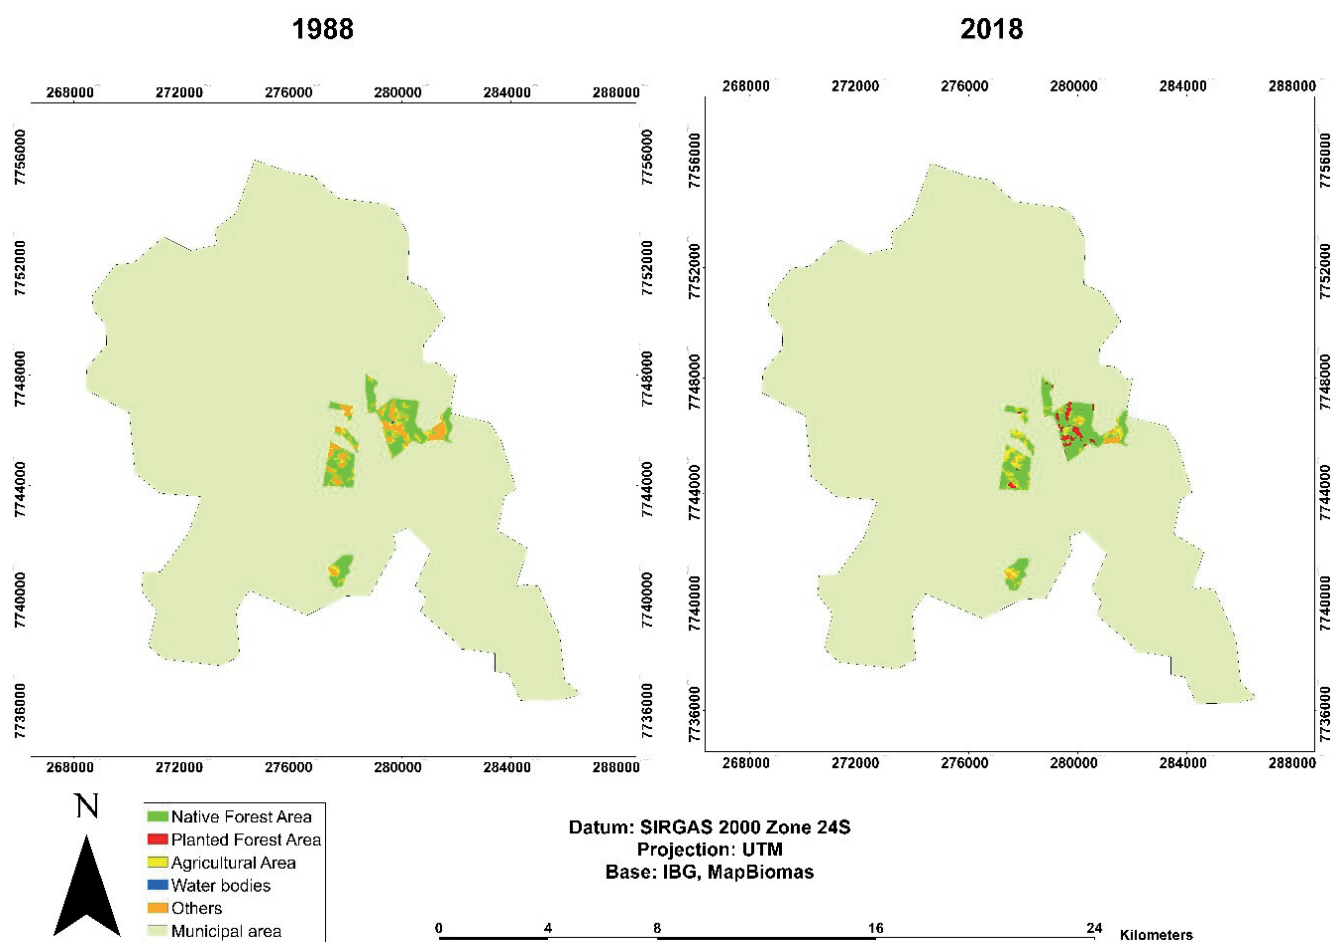 1988
2018
268000 272000 276000 280000 284000 288000
268000 272000 276000 280000 284000 288000
7756000
7752000
7748000
7744000
7740000
7736000
7756000
7752000
7748000
7744000
7740000
7736000
7756000
7752000
7748000
7744000
7740000
7736000
7756000
7752000
7748000
7744000
7740000
7736000
268000 272000 276000 280000 284000 288000
268000 272000 276000 280000 284000 288000
N
Native Forest Area
Planted Forest Area
Agricultural Area
Water bodies
Others
Municipal area
Datum: SIRGAS 2000 Zone 24S
Projection: UTM
Base: IBG, MapBiomas
0 4 8 16 24
Kilometers